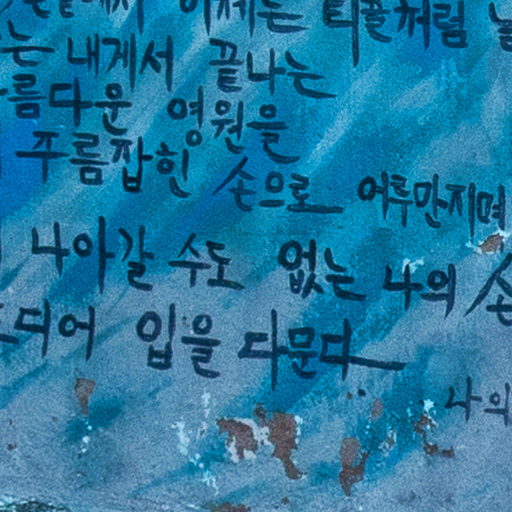 이제는 티끌처럼
는 내게서 끝나는
아름다운 영원을
주름잡힌 손으로 어루만지며
나아갈 수도 없는 나의 손
드디어 입을 다문다
나의